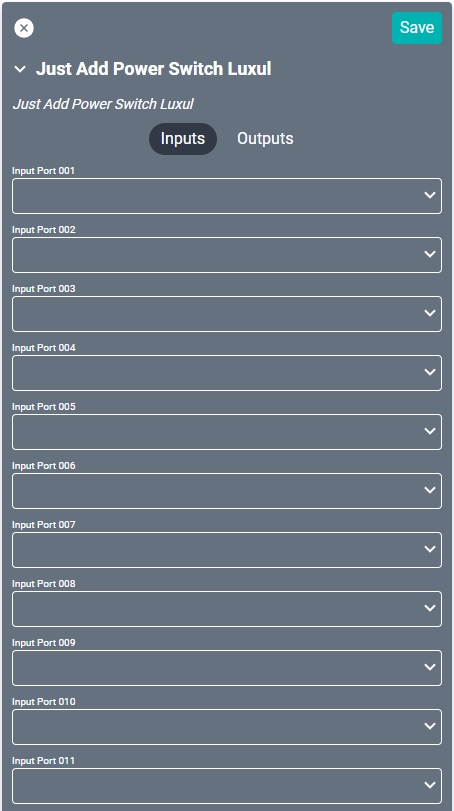 Save
Just Add Power Switch Luxul
Just Add Power Switch Luxul
Inputs Outputs
Input Port 001
Input Port 002
Input Port 003
Input Port 004
Input Port 005
Input Port 006
Input Port 007
Input Port 008
Input Port 009
Input Port 010
Input Port 011